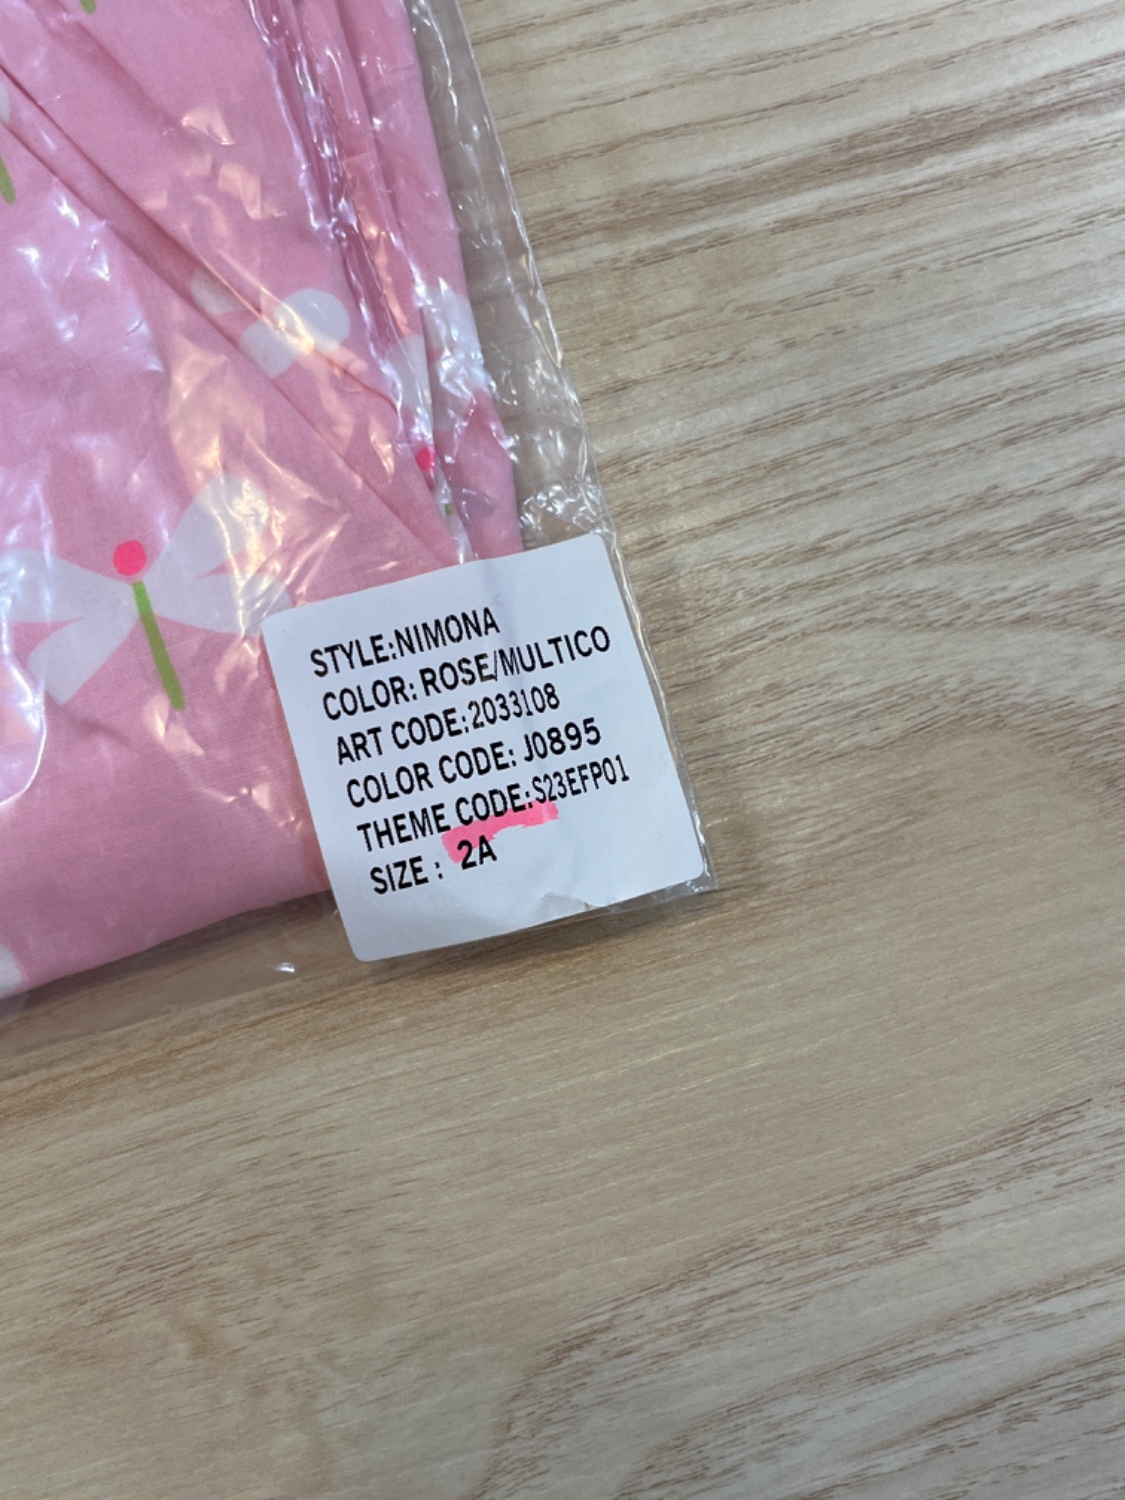 STYLE:NIMONA
COLOR: ROSE/MULTICO
ART CODE:2033108
COLOR CODE: J0895
THEME CODE:S23EFP01
SIZE : 2A